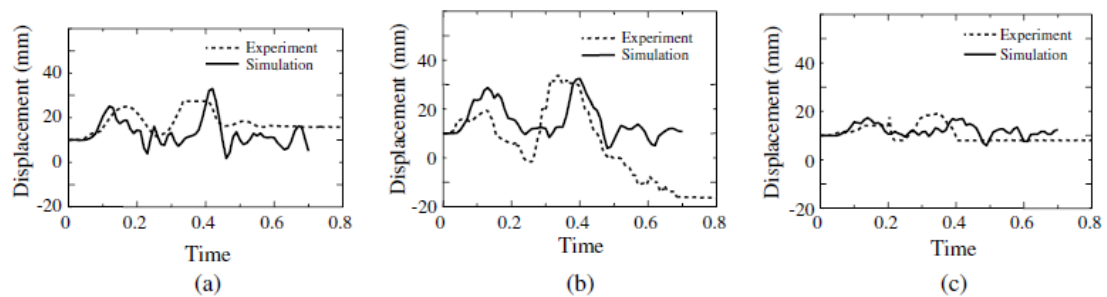 Displacement (mm)
40
20
0
-20
Experiment
Simulation
0 0.2 0.4 0.6 0.8
Time
(a)
Displacement (mm)
40
20
0
-20
Experiment
Simulation
0 0.2 0.4 0.6 0.8
Time
(b)
Displacement (mm)
40
20
0
-20
Experiment
Simulation
0 0.2 0.4 0.6 0.8
Time
(c)